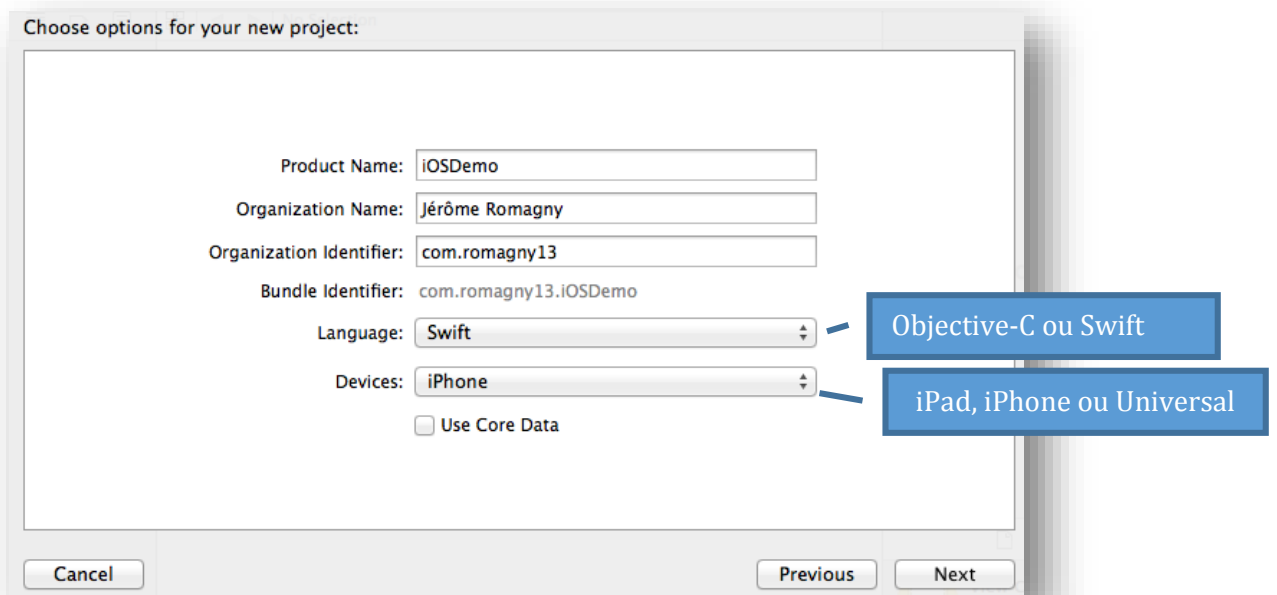 Choose options for your new project:
Product Name: iOSDemo
Organization Name: Jérôme Romagny
Organization Identifier: com.romagny13
Bundle Identifier: com.romagny13.iOSDemo
Language: Swift
Objective-C ou Swift
Devices: iPhone
iPad, iPhone ou Universal
Use Core Data
Cancel
Previous
Next